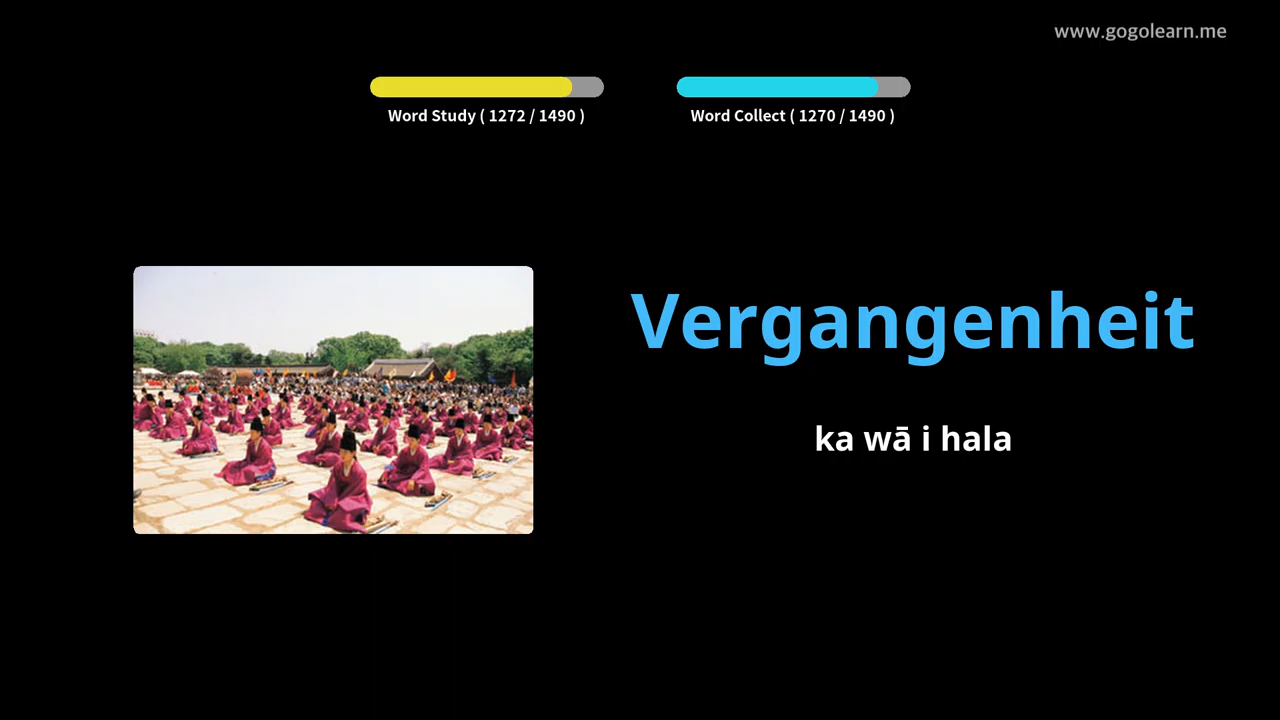 www.gogolearn.me
Word Study ( 1272 / 1490 )
Word Collect ( 1270 / 1490 )
Vergangenheit
ka wā i hala